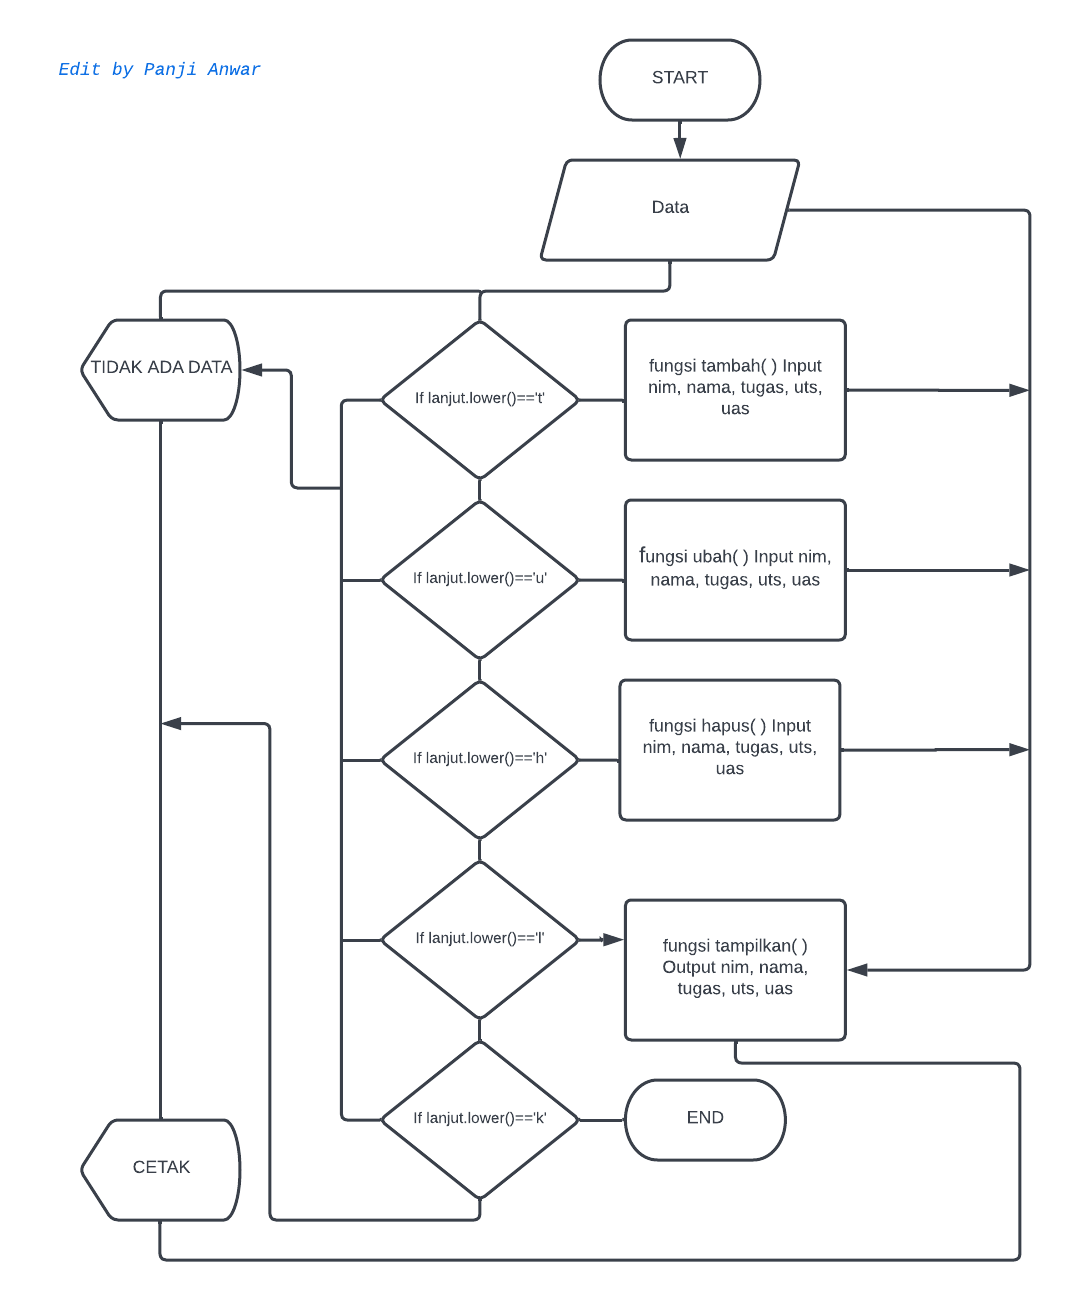 Edit by Panji Anwar
START
Data
TIDAK ADA DATA
If lanjut.lower()=='t'
fungsi tambah( ) Input
nim, nama, tugas, uts,
uas
If lanjut.lower()=='u'
fungsi ubah( ) Input nim,
nama, tugas, uts, uas
If lanjut.lower()=='h'
fungsi hapus( ) Input
nim, nama, tugas, uts,
uas
If lanjut.lower()=='l'
fungsi tampilkan( )
Output nim, nama,
tugas, uts, uas
If lanjut.lower()=='k'
END
CETAK